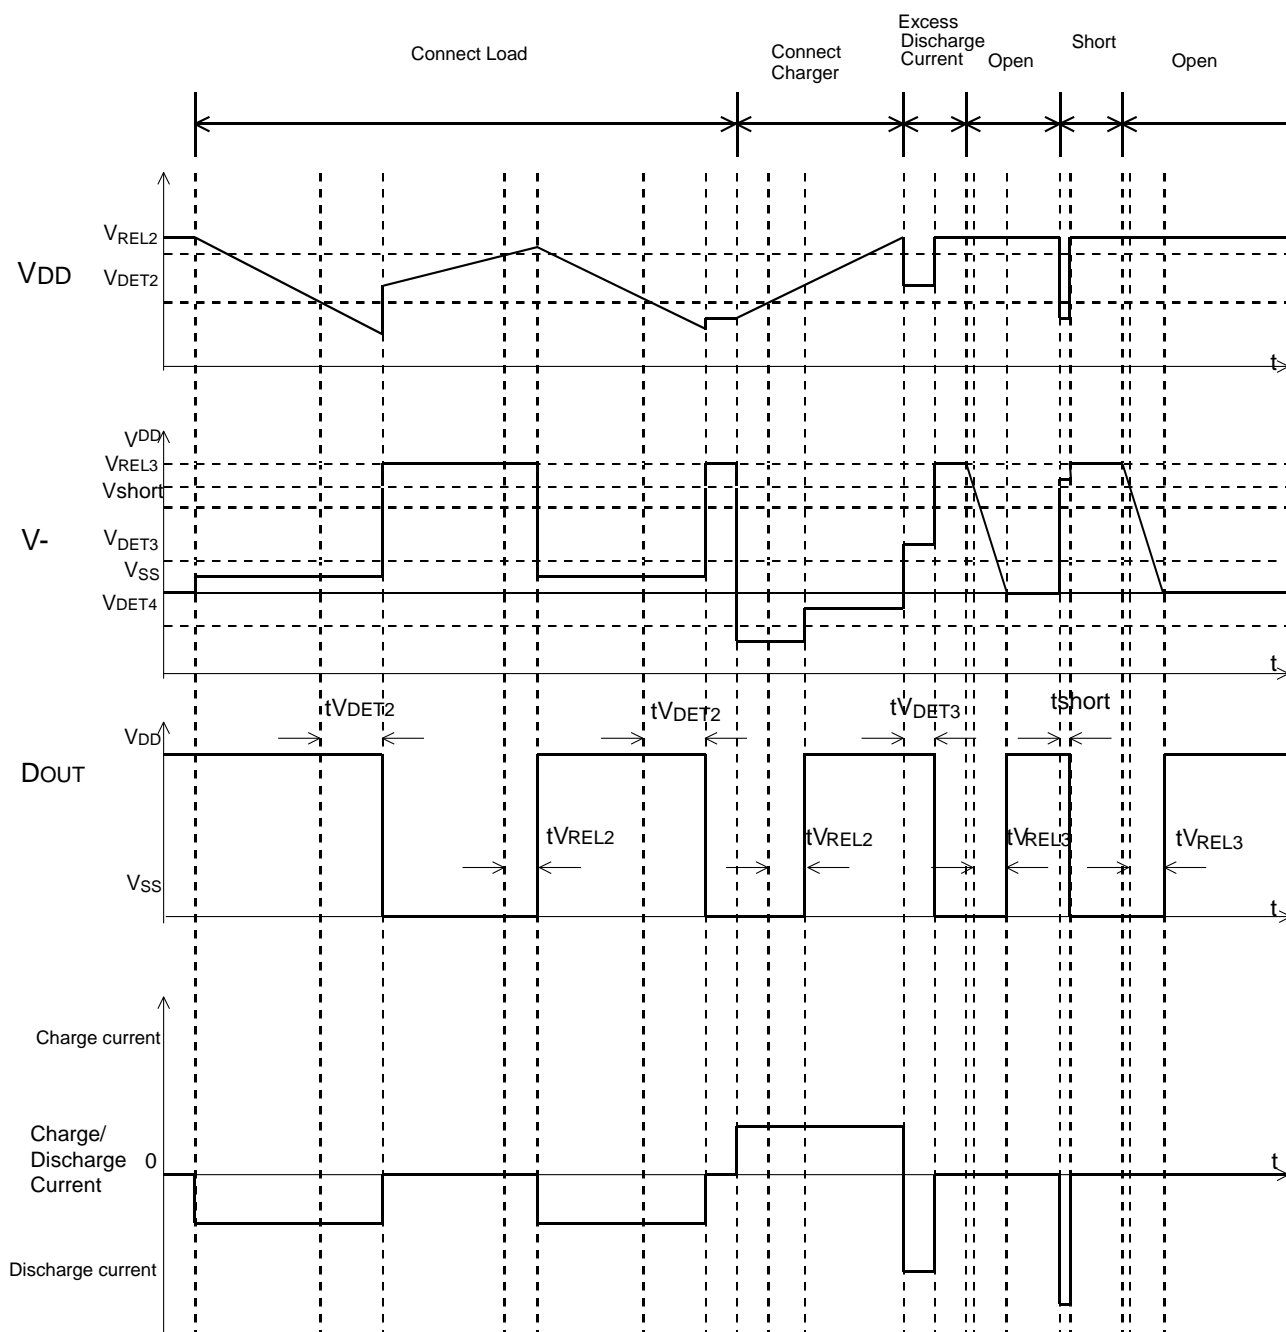 Connect Load
Connect
Charger
Excess
Discharge
Current
Open
Short
Open
VREL2
VDD
VDET2
t
VDD
VREL3
Vshort
V-
VDET3
VSS
VDET4
t
tVDET2
tVDET2
tVDET3
tshort
VDD
DOUT
tVREL2
tVREL2
tVREL3
tVREL3
VSS
t
Charge current
Charge/
Discharge 0
Current
t
Discharge current